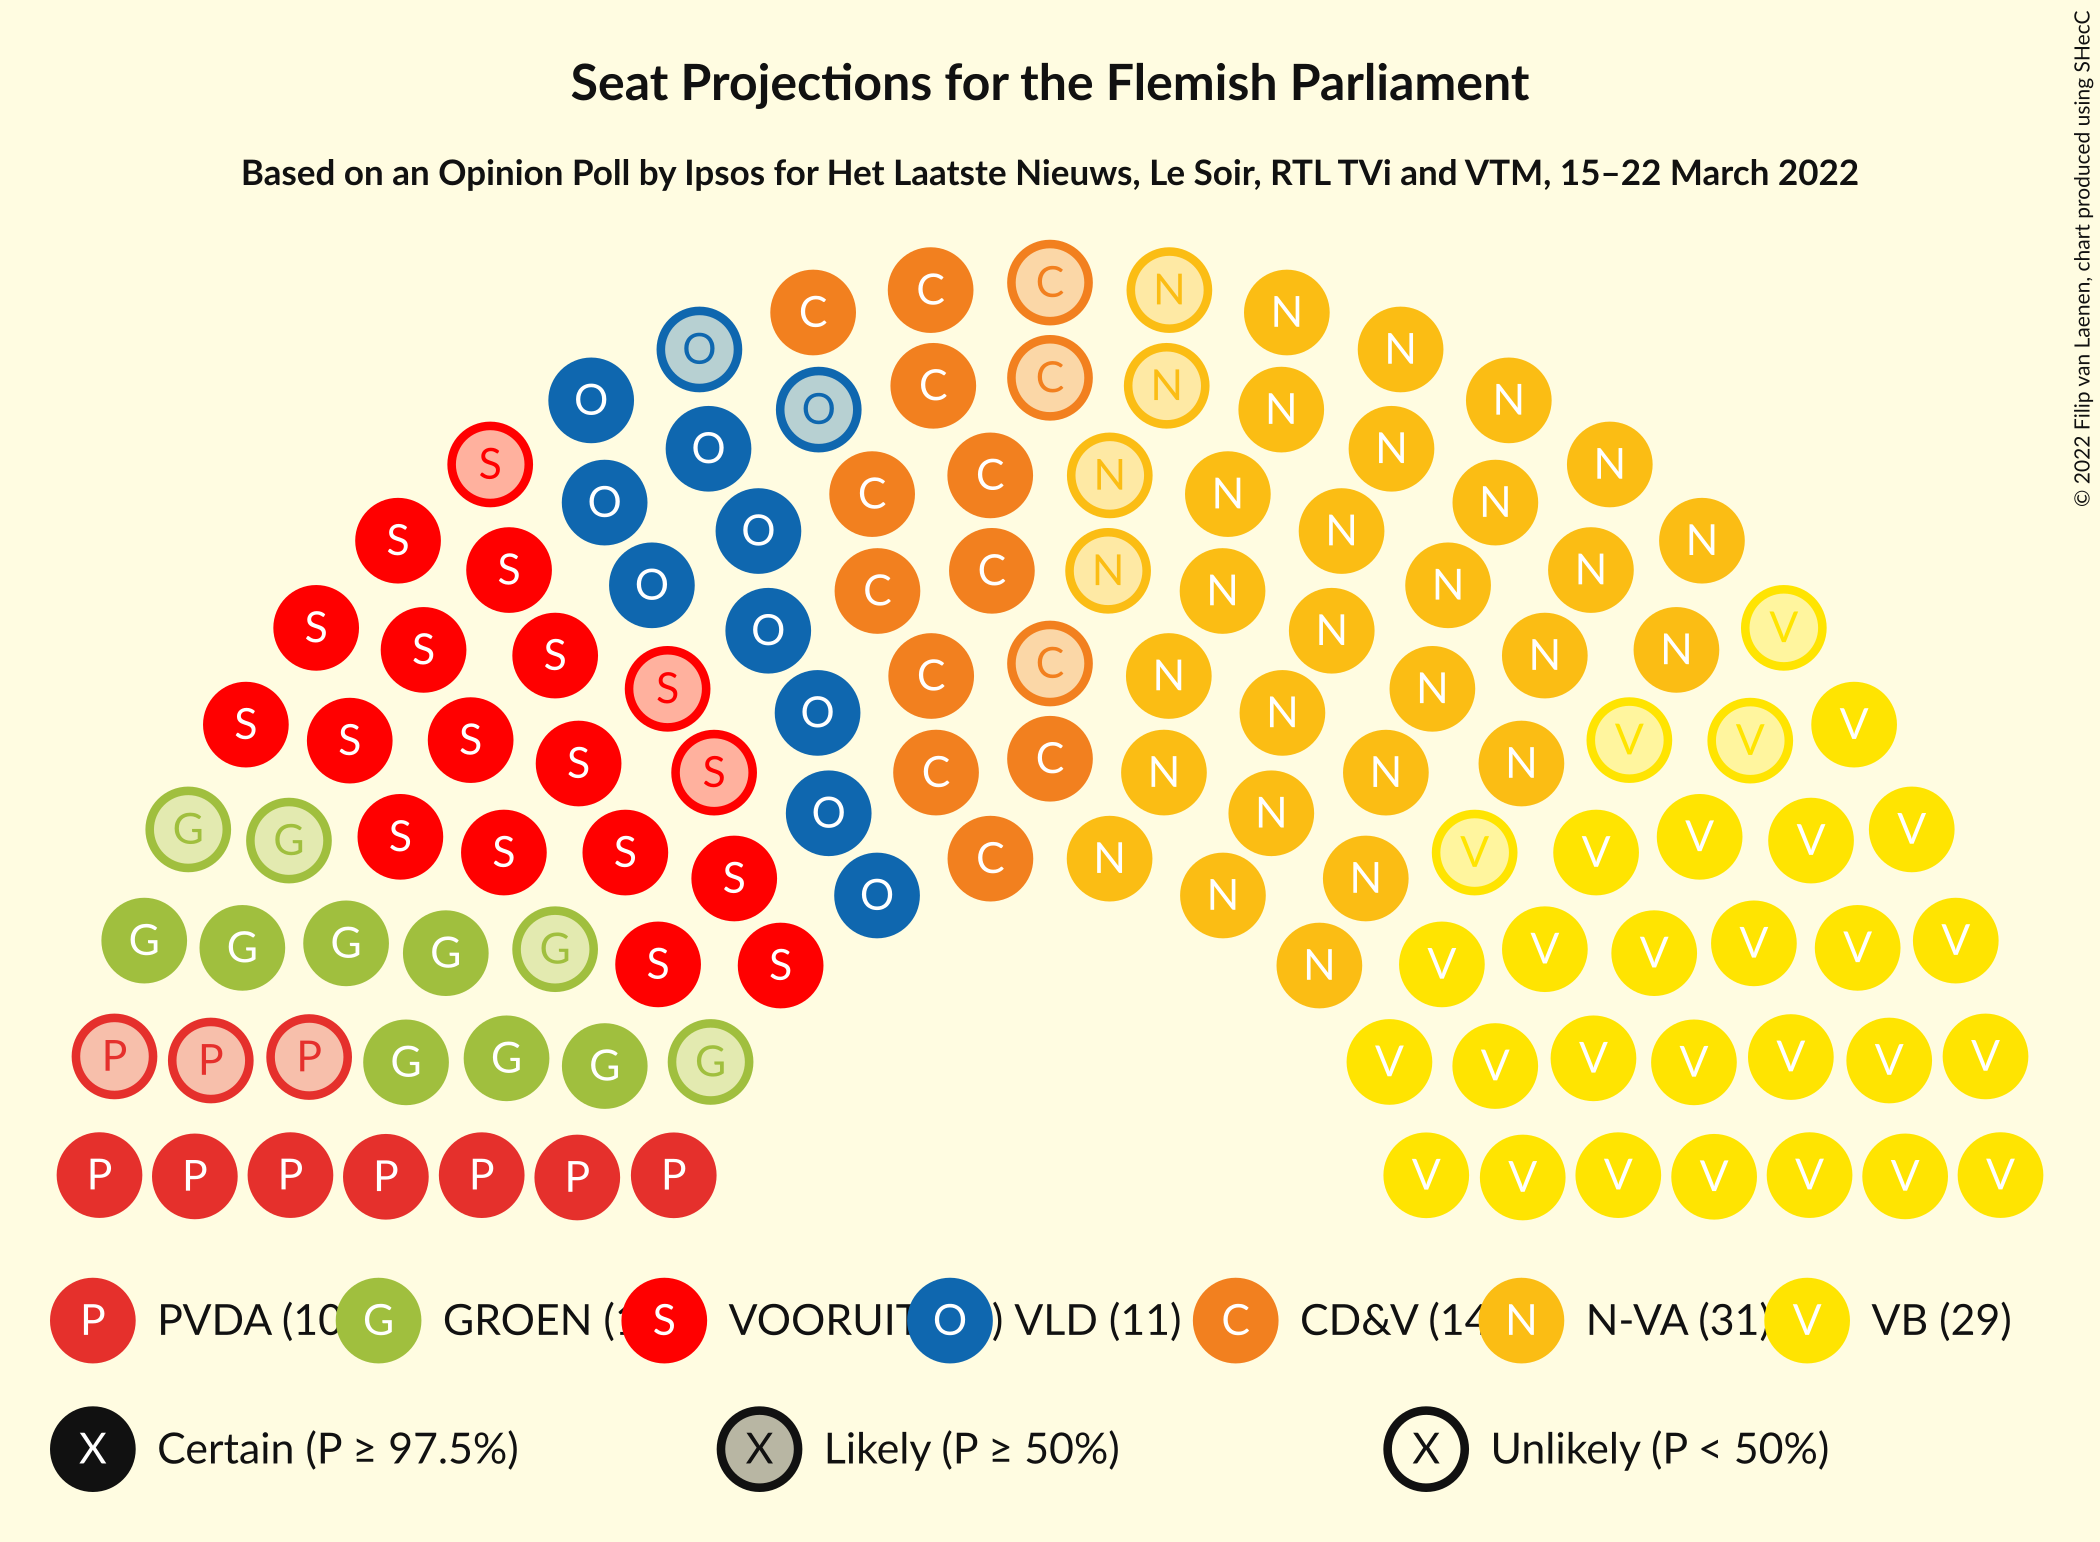 © 2022 Filip van Laenen, chart produced using SHecC
Seat Projections for the Flemish Parliament
Based on an Opinion Poll by Ipsos for Het Laatste Nieuws, Le Soir, RTL TVi and VTM, 15–22 March 2022
C C C N N
O O O C C N N N N
S O O C C N N N N N
S S O O C C N N N N N N
S S S S O C C N N N N N V
S S S S S O C C N N N N V V V
G G S S S S O O C N N N N V V V V V
G G G G G S S N V V V V V V
P P P G G G G V V V V V V V
P P P P P P P V V V V V V V
P PVDA (10 G GROEN ( S VOORUIT O ) VLD (11) C CD&V (14 N N-VA (31) V VB (29)
X Certain (P ≥ 97.5%) X Likely (P ≥ 50%) X Unlikely (P < 50%)